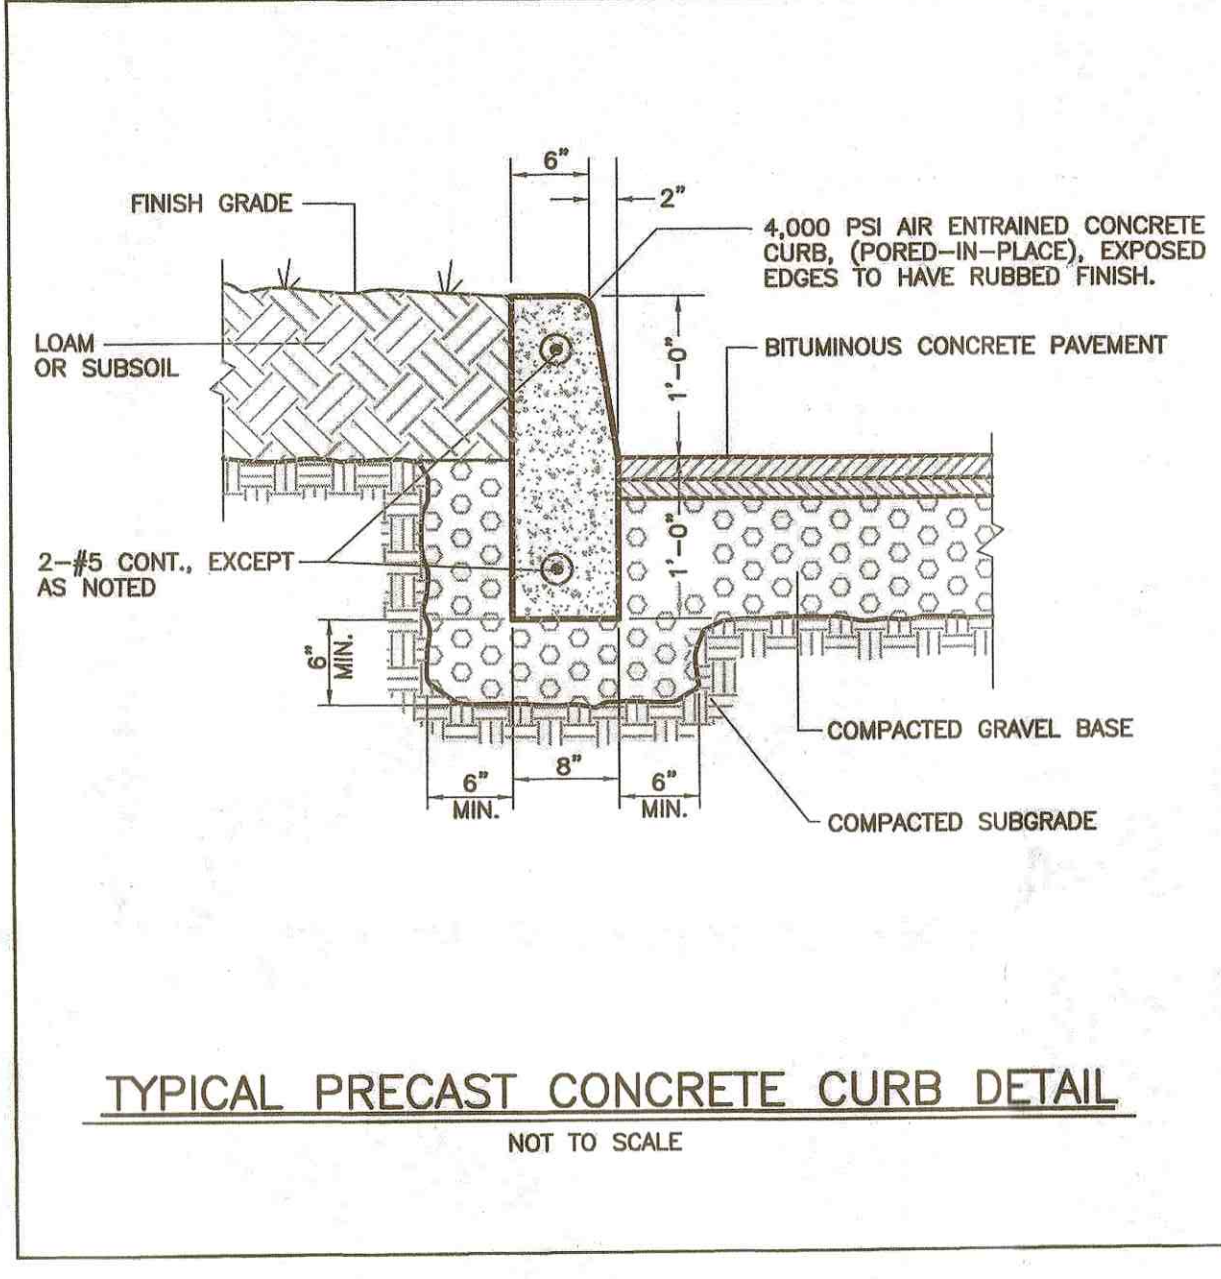 6"
2"
FINISH GRADE
4,000 PSI AIR ENTRAINED CONCRETE
CURB, (PORED-IN-PLACE), EXPOSED
EDGES TO HAVE RUBBED FINISH.
LOAM
OR SUBSOIL
1'-0"
BITUMINOUS CONCRETE PAVEMENT
2-#5 CONT., EXCEPT
AS NOTED
1'-0"
6"
MIN.
COMPACTED GRAVEL BASE
6"
MIN.
8"
6"
MIN.
COMPACTED SUBGRADE
TYPICAL PRECAST CONCRETE CURB DETAIL
NOT TO SCALE